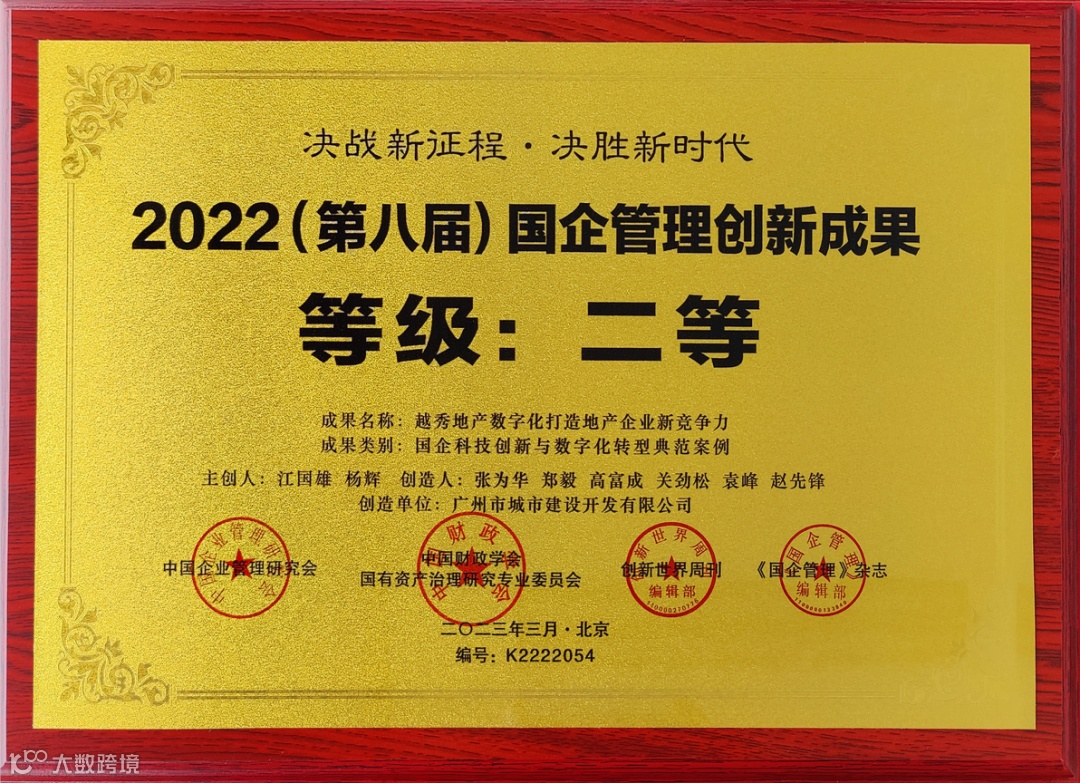 决战新征程·决胜新时代
2022(第八届)国企管理创新成果
等级：二等
成果名称：越秀地产数字化打造地产企业新竞争力
成果类别：国企科技创新与数字化转型典范案例
主创人：江国雄 杨辉 创造人：张为华 郑毅 高富成 关劲松 袁峰 赵先锋
创造单位：广州市城市建设开发有限公司
中国企业管理研究会
中国财政学会
国有资产治理研究专业委员会
创新世界周刊
《国企管理》杂志
编辑部
编辑部
二〇二三年三月·北京
编号：K2222054
大数跨境